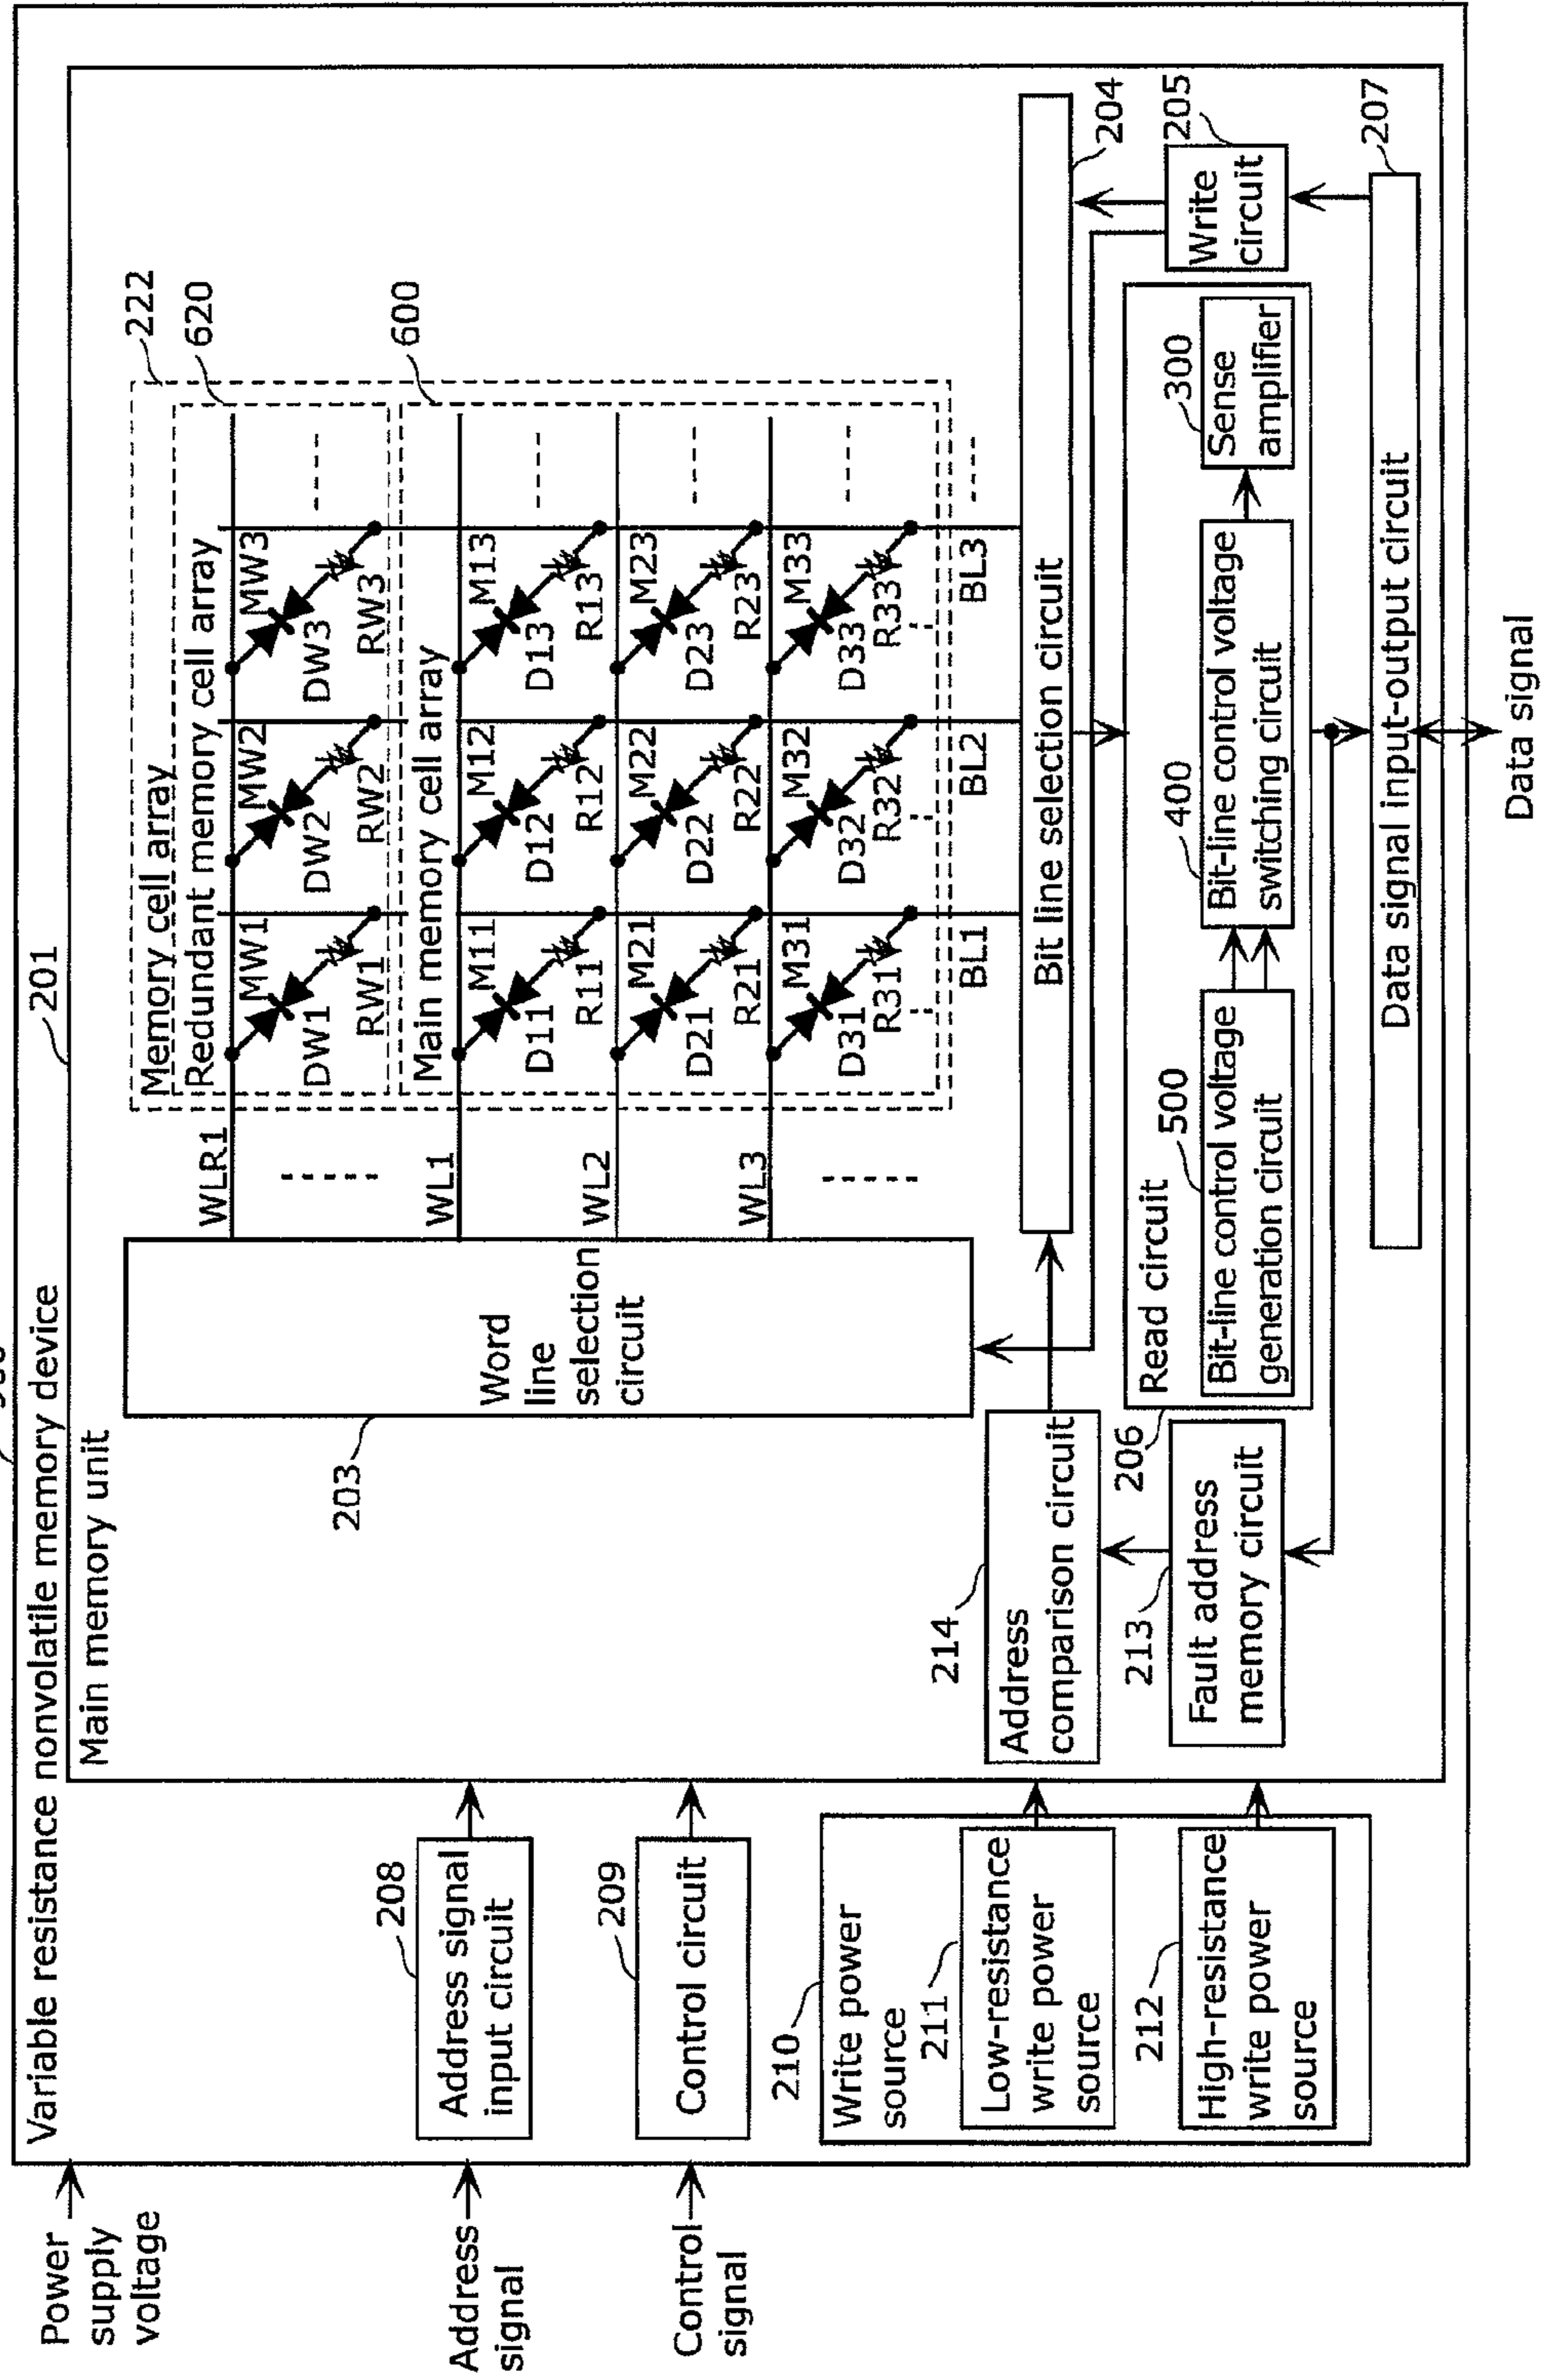 Variable resistance nonvolatile memory device
201
Main memory unit
Power
supply
voltage
Address
signal
Control
signal
208
Address signal
input circuit
209
Control circuit
210
Write power
source
211
Low-resistance
write power
source
212
High-resistance
write power
source
203
Word
line
selection
circuit
WLR1
WL1
WL2
WL3
222
620
600
Memory cell array
Redundant memory cell array
MW1 MW2 MW3
DW1 DW2 DW3
RW1 RW2 RW3
Main memory cell array
M11 M12 M13
D11 D12 D13
R11 R12 R13
M21 M22 M23
D21 D22 D23
R21 R22 R23
M31 M32 M33
D31 D32 D33
R31 R32 R33
BL1 BL2 BL3
Bit line selection circuit
204
214
Address
comparison circuit
213
Fault address
memory circuit
206
Read circuit
500
Bit-line control voltage
generation circuit
400
Bit-line control voltage
switching circuit
300
Sense
amplifier
205
Write
circuit
207
Data signal input-output circuit
Data signal